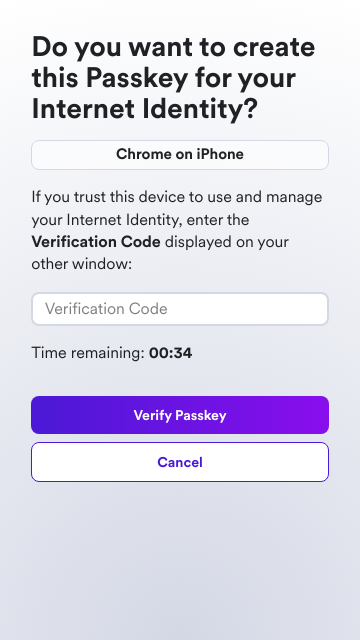 Do you want to create
this Passkey for your
Internet Identity?
Chrome on iPhone
If you trust this device to use and manage
your Internet Identity, enter the
Verification Code displayed on your
other window:
Verification Code
Time remaining: 00:34
Verify Passkey
Cancel